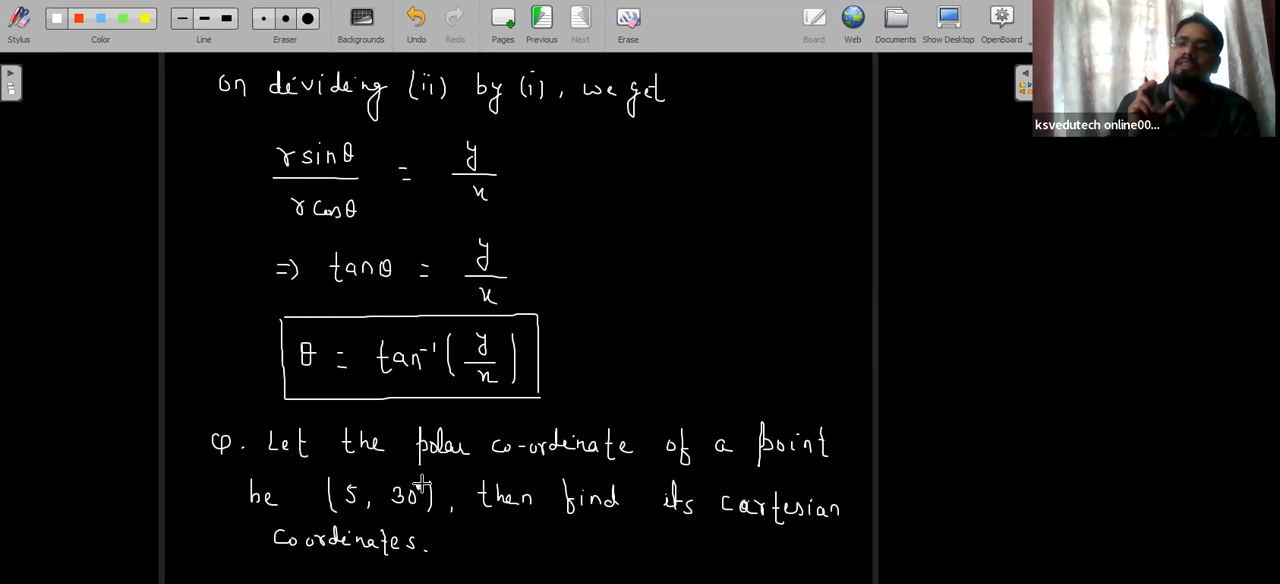 Stylus Color Line Eraser Backgrounds Undo Redo Pages Previous Next Erase Board Web Documents Show Desktop OpenBoard
ksvedutech online00...
on dividing (ii) by (i), we get
r sinθ / r cosθ = y / x
=> tanθ = y / x
θ = tan⁻¹ (y / x)
Q. Let the polar co-ordinate of a point
be (5, 30°), then find its cartesian
coordinates.